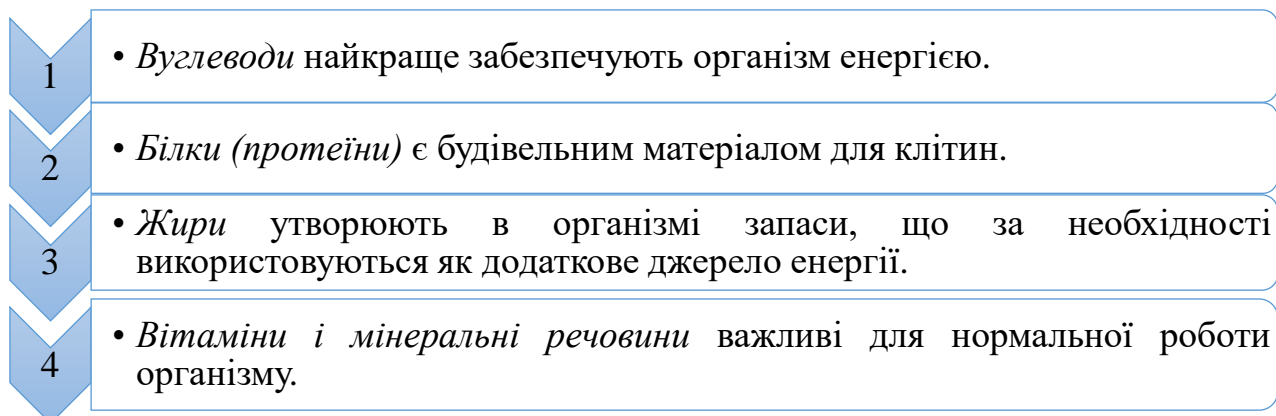 1
• Вуглеводи найкраще забезпечують організм енергією.
2
• Білки (протеїни) є будівельним матеріалом для клітин.
3
• Жири утворюють в організмі запаси, що за необхідності
використовуються як додаткове джерело енергії.
4
• Вітаміни і мінеральні речовини важливі для нормальної роботи
організму.